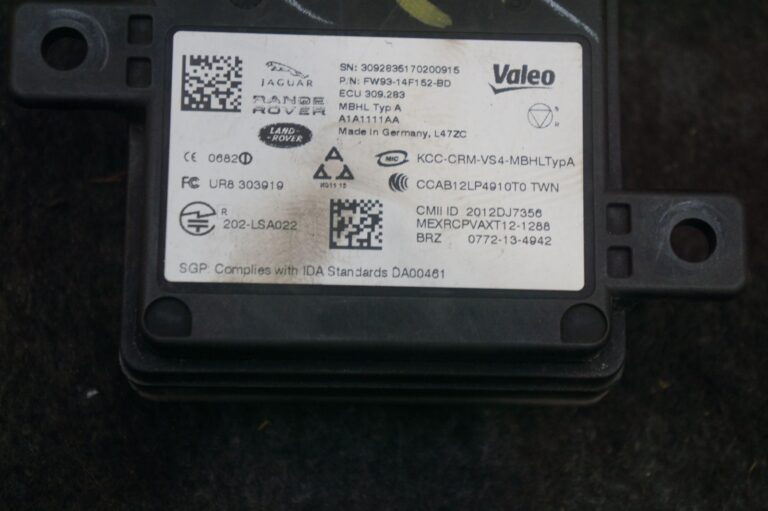 JAGUAR
RANGE ROVER
LAND-ROVER
SN: 3092835170200915
P/N: FW93-14F152-BD
ECU 309.283
MBHL Typ A
A1A1111AA
Made in Germany, L47ZC
Valeo
CE 0682
FC UR8 303919
R
202-LSA022
MIC KCC-CRM-VS4-MBHLTypA
CCAB12LP4910T0 TWN
CMII ID 2012DJ7356
MEXRCPVAXT12-1288
BRZ 0772-13-4942
SGP: Complies with IDA Standards DA00461